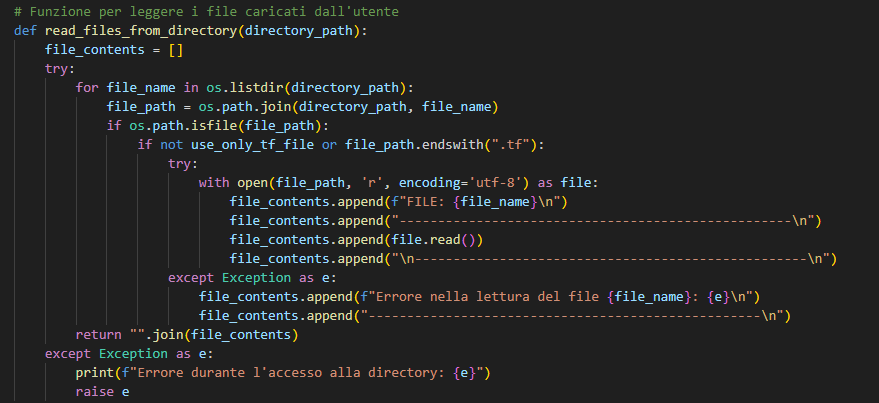 # Funzione per leggere i file caricati dall'utente
def read_files_from_directory(directory_path):
    file_contents = []
    try:
        for file_name in os.listdir(directory_path):
            file_path = os.path.join(directory_path, file_name)
            if os.path.isfile(file_path):
                if not use_only_tf_file or file_path.endswith(".tf"):
                    try:
                        with open(file_path, 'r', encoding='utf-8') as file:
                            file_contents.append(f"FILE: {file_name}\n")
                            file_contents.append("---------------------------------------------------\n")
                            file_contents.append(file.read())
                            file_contents.append("\n---------------------------------------------------\n")
                    except Exception as e:
                        file_contents.append(f"Errore nella lettura del file {file_name}: {e}\n")
                        file_contents.append("---------------------------------------------------\n")
        return "".join(file_contents)
    except Exception as e:
        print(f"Errore durante l'accesso alla directory: {e}")
        raise e